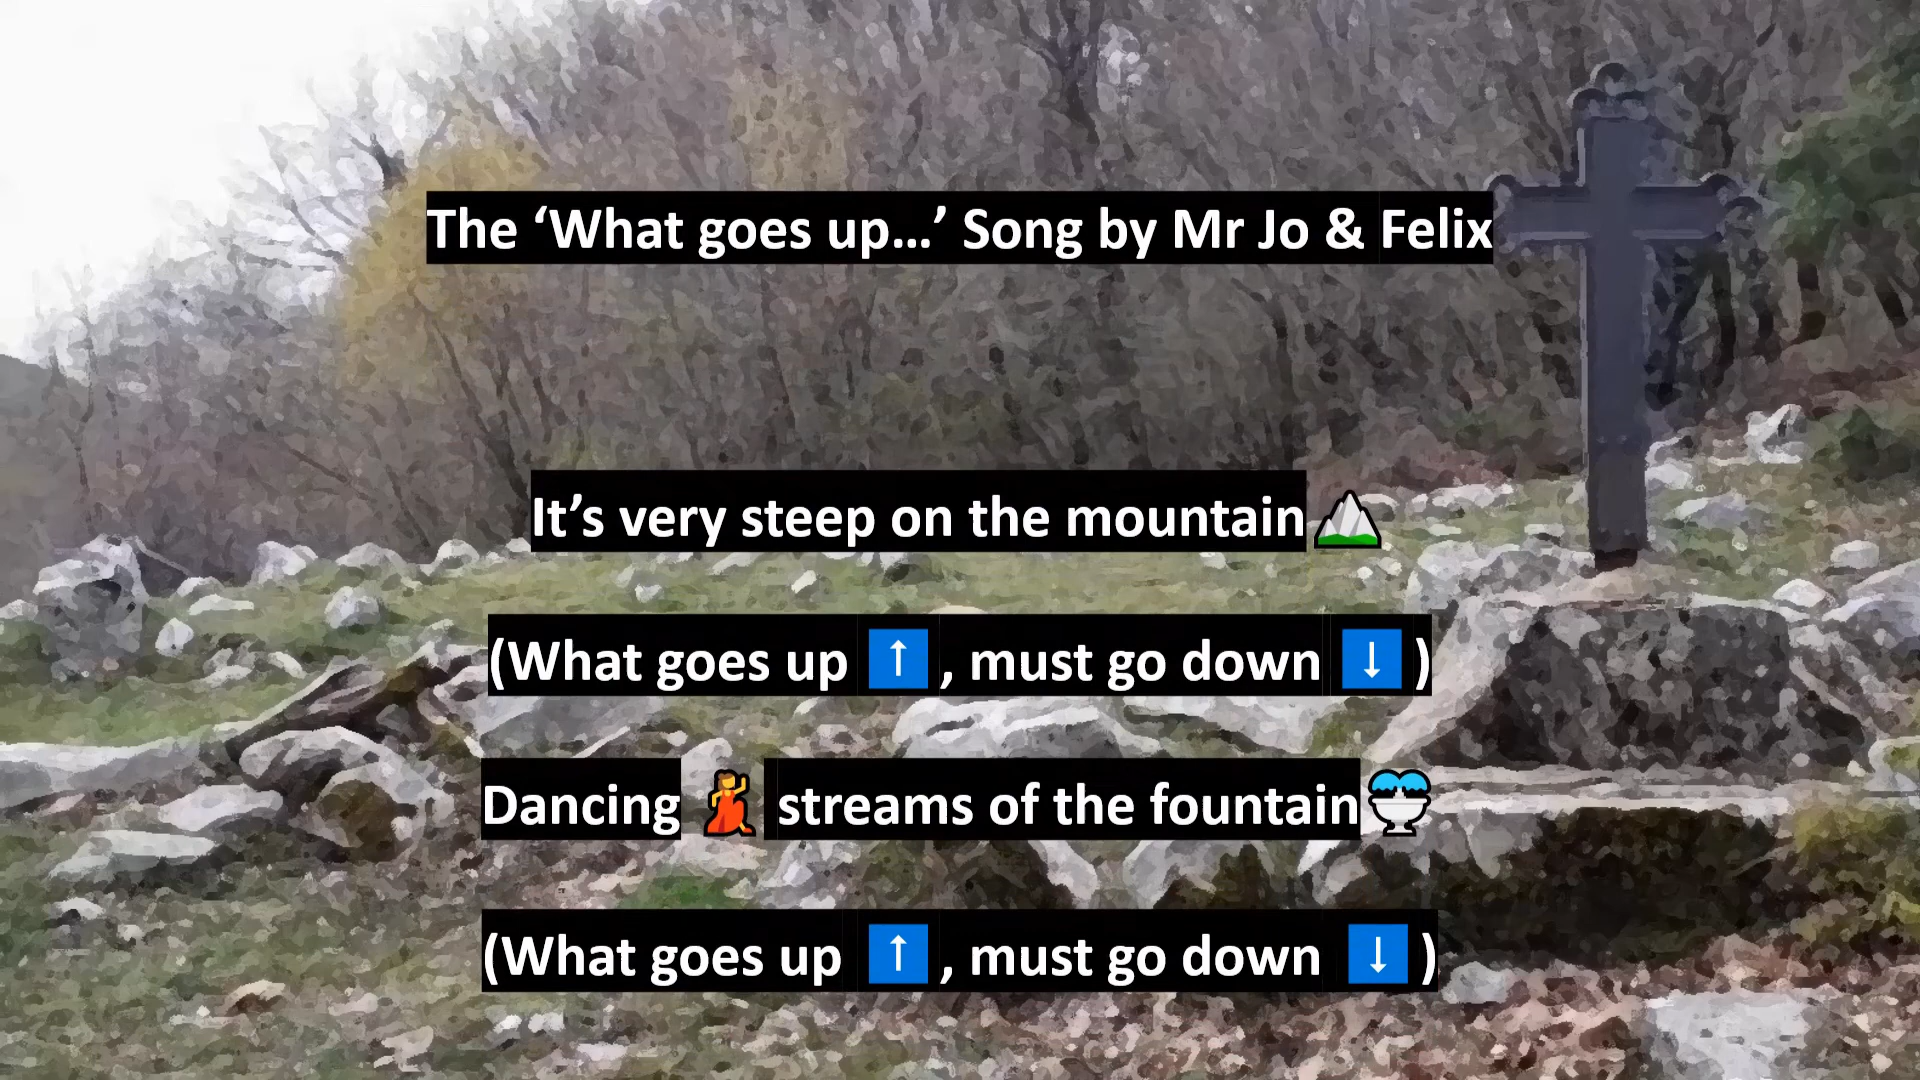 The ‘What goes up...’ Song by Mr Jo & Felix
It’s very steep on the mountain 🏔️
(What goes up ⬆️, must go down ⬇️)
Dancing 💃 streams of the fountain ⛲
(What goes up ⬆️, must go down ⬇️)